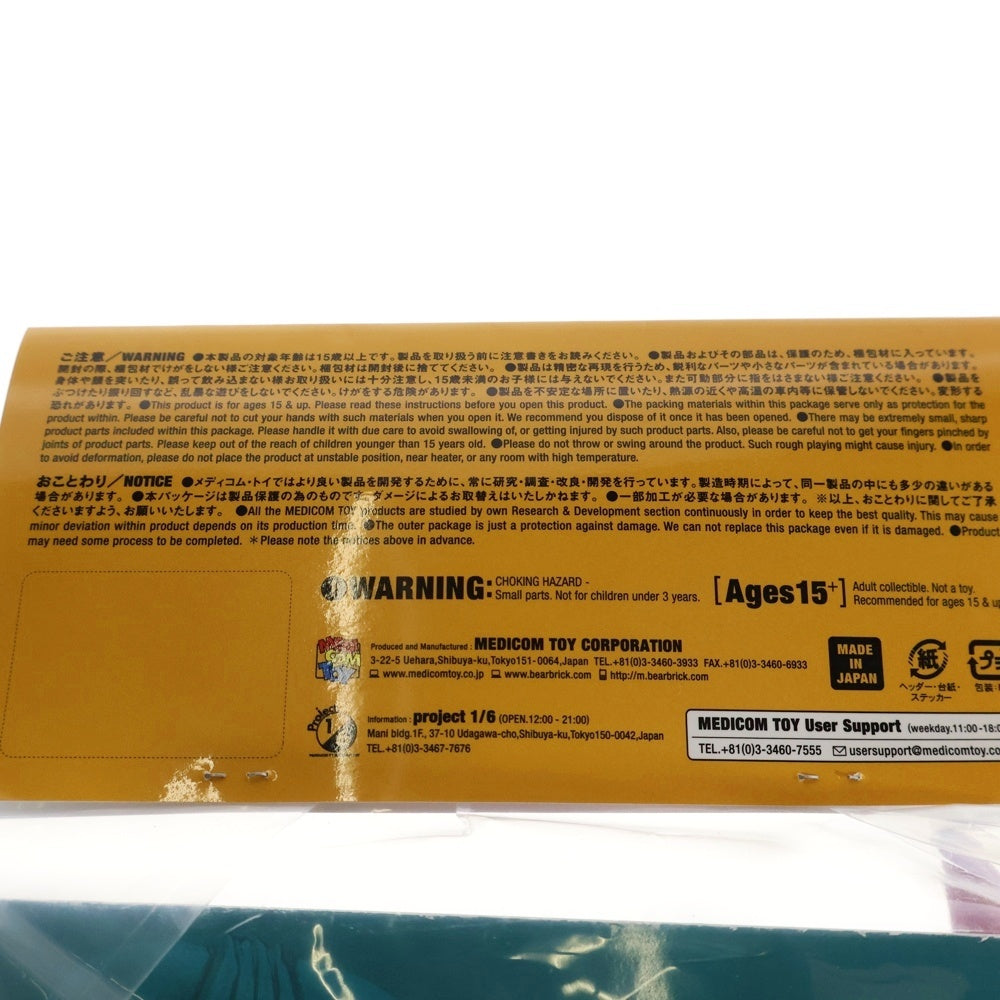 ご注意／WARNING ●本製品の対象年齢は15歳以上です。製品を取り扱う前に注意書きをお読みください。 ●製品およびその部品は、保護のため、梱包材に入っています。
開封の際、梱包材でけがをしない様ご注意ください。梱包材は開封後に捨ててください。 ●製品は精密な再現を行うため、鋭利なパーツや小さなパーツが含まれている場合があります。
身体や顔を突いたり、誤って飲み込まない様お取り扱いには十分注意し、15歳未満のお子様には与えないでください。また可動部分に指をはさまない様ご注意ください。 ●製品を
ぶつけたり振り回すなど、乱暴な遊びをしないでください。けがをする危険があります。 ●製品を不安定な場所に置いたり、熱源の近くや高温の車内等に保管しないでください。変形する
恐れがあります。 ●This product is for ages 15 & up. Please read these instructions before you open this product. ●The packing materials within this package serve only as protection for the
product within. Please be careful not to cut your hands with such materials when you open it. We recommend you dispose of it once it has been opened. ●There may be extremely small, sharp
product parts included within this package. Please handle it with due care to avoid swallowing of, or getting injured by such product parts. Also, please be careful not to get your fingers pinched by
joints of product parts. Please keep out of the reach of children younger than 15 years old. ●Please do not throw or swing around the product. Such rough playing might cause injury. ●In order
to avoid deformation, please do not place the product at unstable position, near heater, or any room with high temperature.
おことわり／NOTICE ●メディコム・トイではより良い製品を開発するために、常に研究・調査・改良・開発を行っています。製造時期によって、同一製品の中にも多少の違いがある
場合があります。 ●本パッケージは製品保護の為のものです。ダメージによるお取替えはいたしかねます。 ●一部加工が必要な場合があります。 ※以上、おことわりに関してご了承
くださいますよう、お願いいたします。 ●All the MEDICOM TOY products are studied by own Research & Development section continuously in order to keep the best quality. This may cause
minor deviation within product depends on its production time. ●The outer package is just a protection against damage. We can not replace this package even if it is damaged. ●Product
may need some process to be completed. ＊Please note the notices above in advance.
WARNING: CHOKING HAZARD -
Small parts. Not for children under 3 years.
[Ages15+] Adult collectible. Not a toy.
Recommended for ages 15 & up
MEDICOM TOY
Produced and Manufactured : MEDICOM TOY CORPORATION
3-22-5 Uehara,Shibuya-ku,Tokyo151-0064,Japan TEL.+81(0)3-3460-3933 FAX.+81(0)3-3460-6933
www.medicomtoy.co.jp www.bearbrick.com http://m.bearbrick.com
MADE
IN
JAPAN
紙
ヘッダー・台紙・
ステッカー
プラ
Project
Information : project 1/6 (OPEN.12:00 - 21:00)
Mani bidg.1F., 37-10 Udagawa-cho,Shibuya-ku,Tokyo150-0042,Japan
TEL.+81(0)3-3467-7676
MEDICOM TOY User Support (weekday.11:00-18:0
TEL.+81(0)3-3460-7555 usersupport@medicomtoy.co